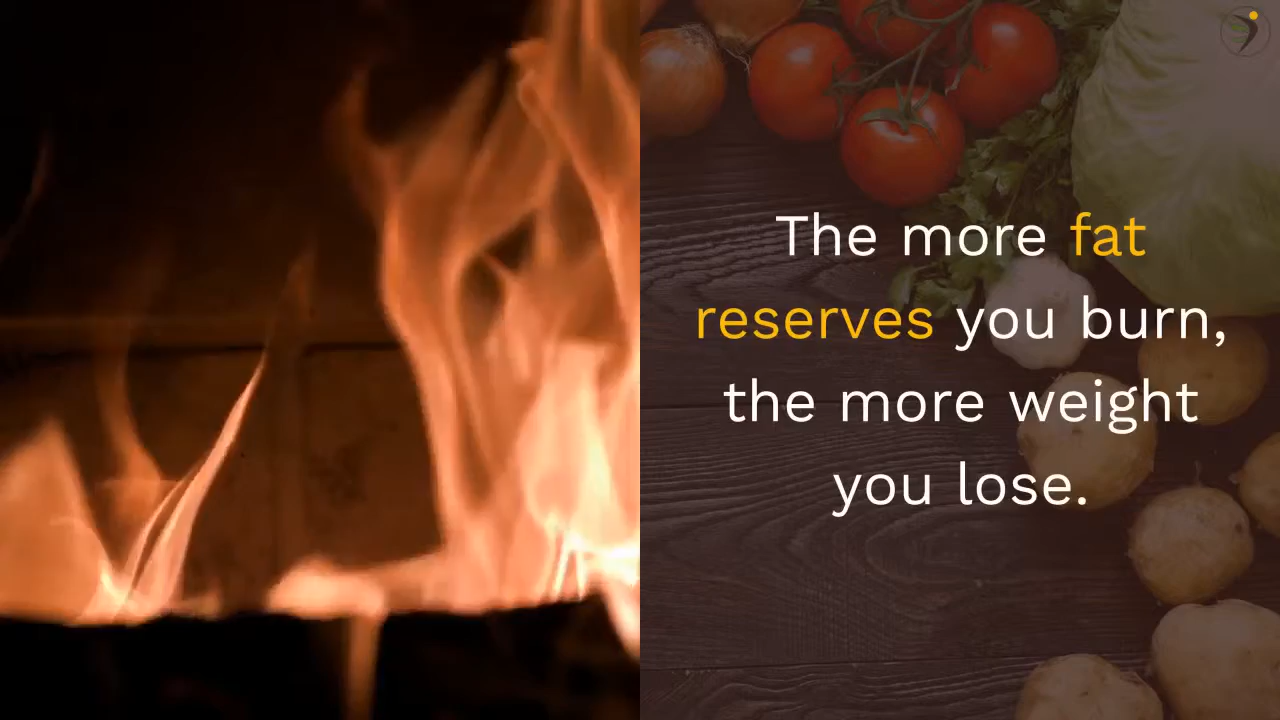 The more fat
reserves you burn,
the more weight
you lose.